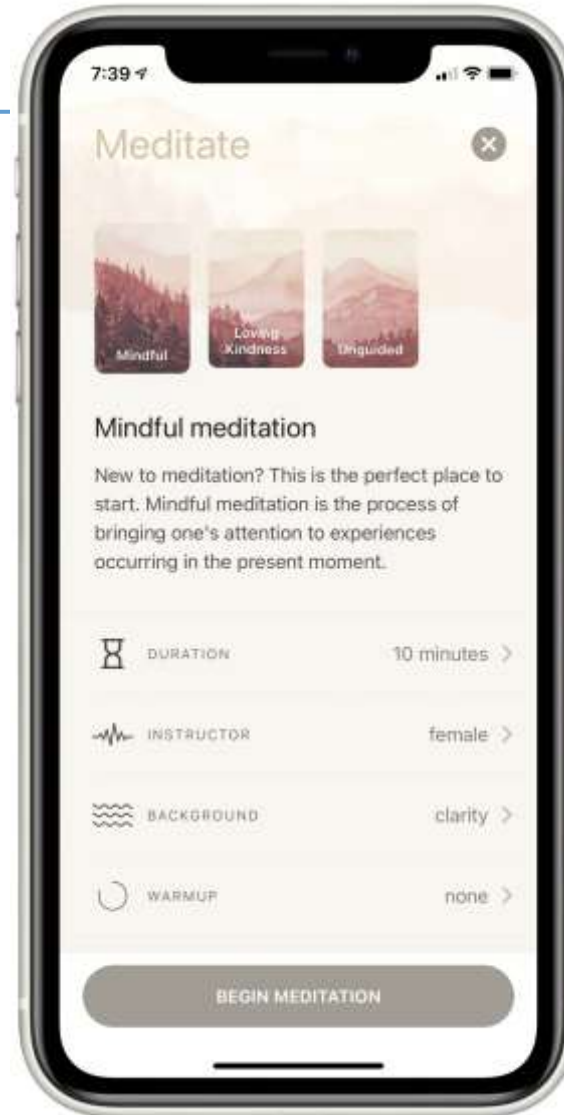 7:39
Meditate
Mindful
Loving
Kindness
Unguided
Mindful meditation
New to meditation? This is the perfect place to
start. Mindful meditation is the process of
bringing one's attention to experiences
occurring in the present moment.
DURATION 10 minutes
INSTRUCTOR female
BACKGROUND clarity
WARMUP none
BEGIN MEDITATION